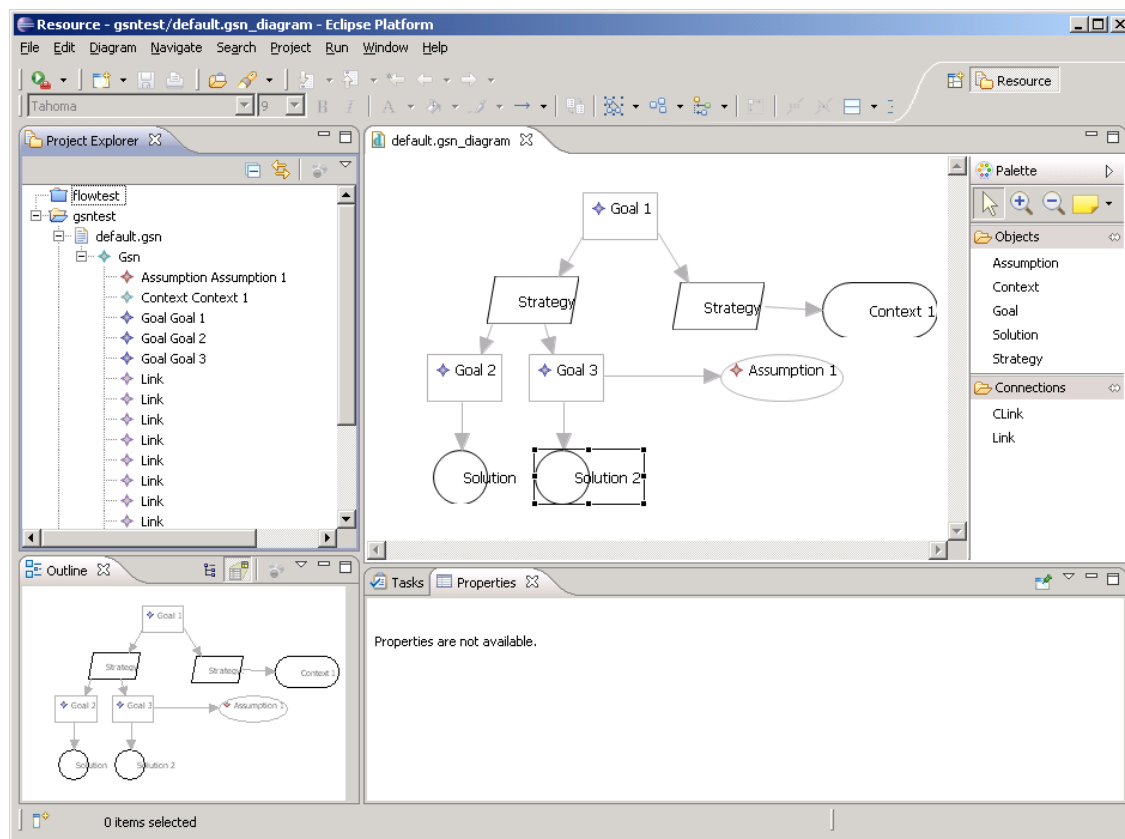 Resource - gsntest/default.gsn_diagram - Eclipse Platform
File Edit Diagram Navigate Search Project Run Window Help
Resource
Tahoma 9 B I A
Project Explorer
flowtest
gsntest
default.gsn
Gsn
Assumption Assumption 1
Context Context 1
Goal Goal 1
Goal Goal 2
Goal Goal 3
Link
Link
Link
Link
Link
Link
Link
Link
default.gsn_diagram
Goal 1
Strategy
Strategy
Context 1
Goal 2
Goal 3
Assumption 1
Solution
Solution 2
Palette
Objects
Assumption
Context
Goal
Solution
Strategy
Connections
CLink
Link
Outline
Goal 1
Strategy
Strategy
Context 1
Goal 2
Goal 3
Assumption 1
Solution
Solution 2
Tasks Properties
Properties are not available.
0 items selected